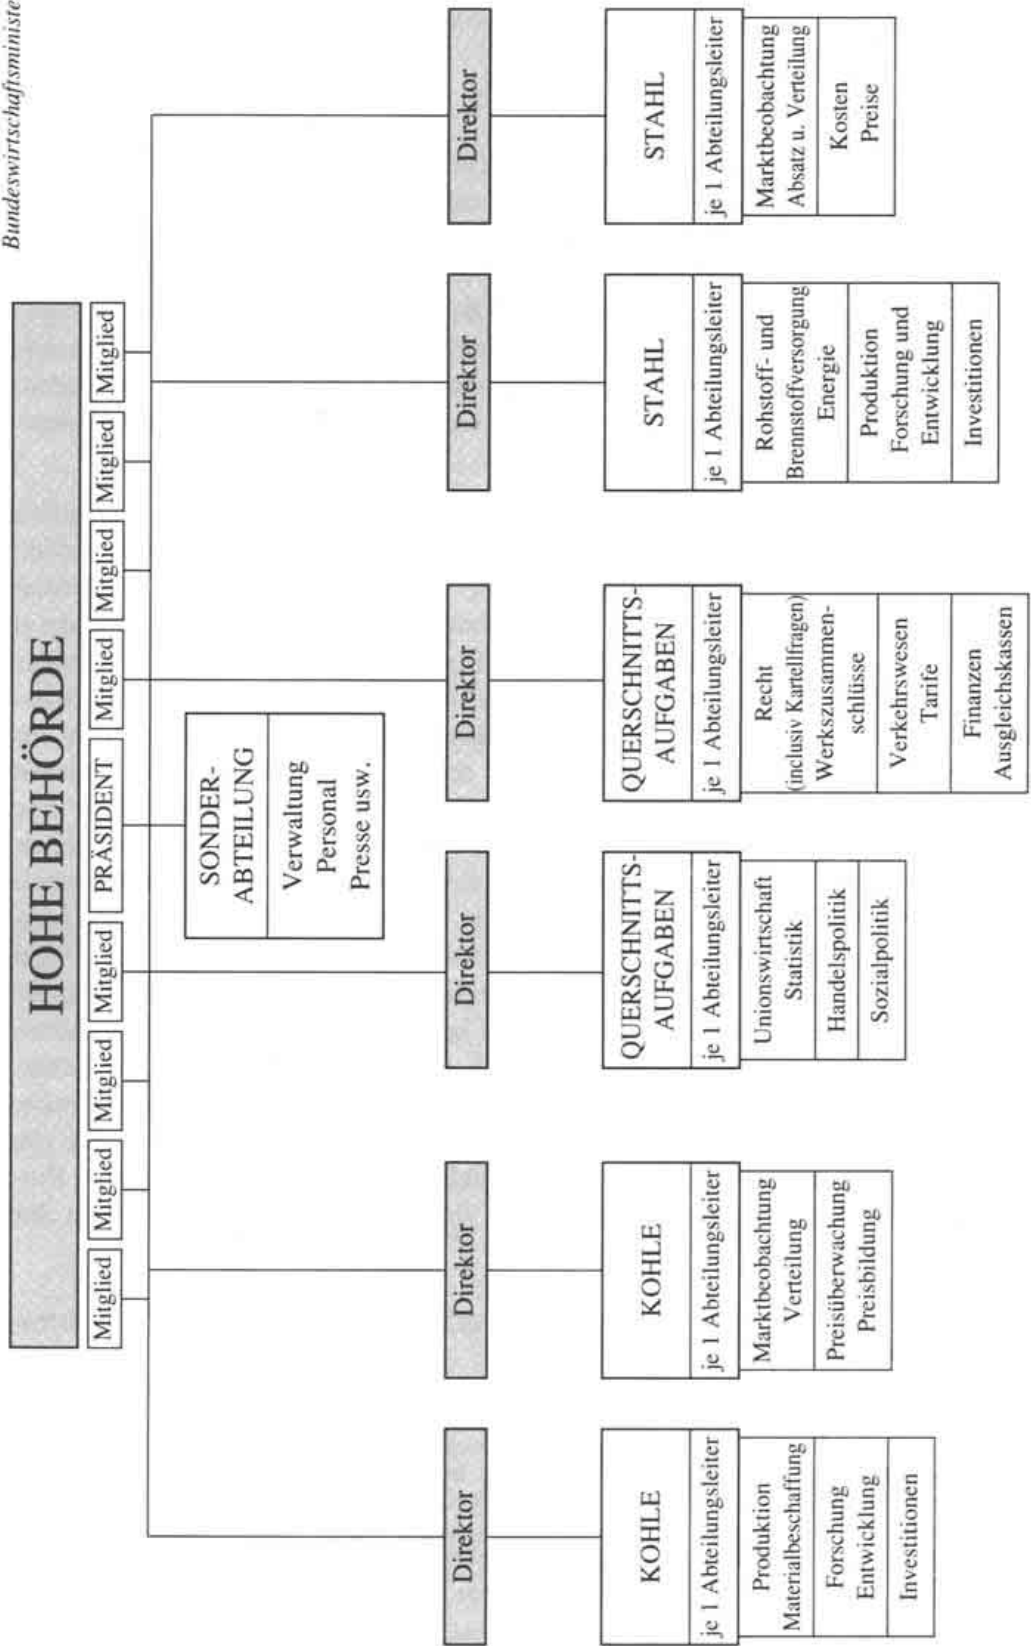 Bundeswirtschaftsministe
HOHE BEHÖRDE
Mitglied
Mitglied
Mitglied
Mitglied
PRÄSIDENT
Mitglied
Mitglied
Mitglied
Mitglied
SONDER-
ABTEILUNG
Verwaltung
Personal
Presse usw.
Direktor
Direktor
Direktor
Direktor
Direktor
Direktor
KOHLE
je 1 Abteilungsleiter
Produktion
Materialbeschaffung
Forschung
Entwicklung
Investitionen
KOHLE
je 1 Abteilungsleiter
Marktbeobachtung
Verteilung
Preisüberwachung
Preisbildung
QUERSCHNITTS-
AUFGABEN
je 1 Abteilungsleiter
Unionswirtschaft
Statistik
Handelspolitik
Sozialpolitik
QUERSCHNITTS-
AUFGABEN
je 1 Abteilungsleiter
Recht
(inclusiv Kartellfragen)
Werkszusammen-
schlüsse
Verkehrswesen
Tarife
Finanzen
Ausgleichskassen
STAHL
je 1 Abteilungsleiter
Rohstoff- und
Brennstoffversorgung
Energie
Produktion
Forschung und
Entwicklung
Investitionen
STAHL
je 1 Abteilungsleiter
Marktbeobachtung
Absatz u. Verteilung
Kosten
Preise